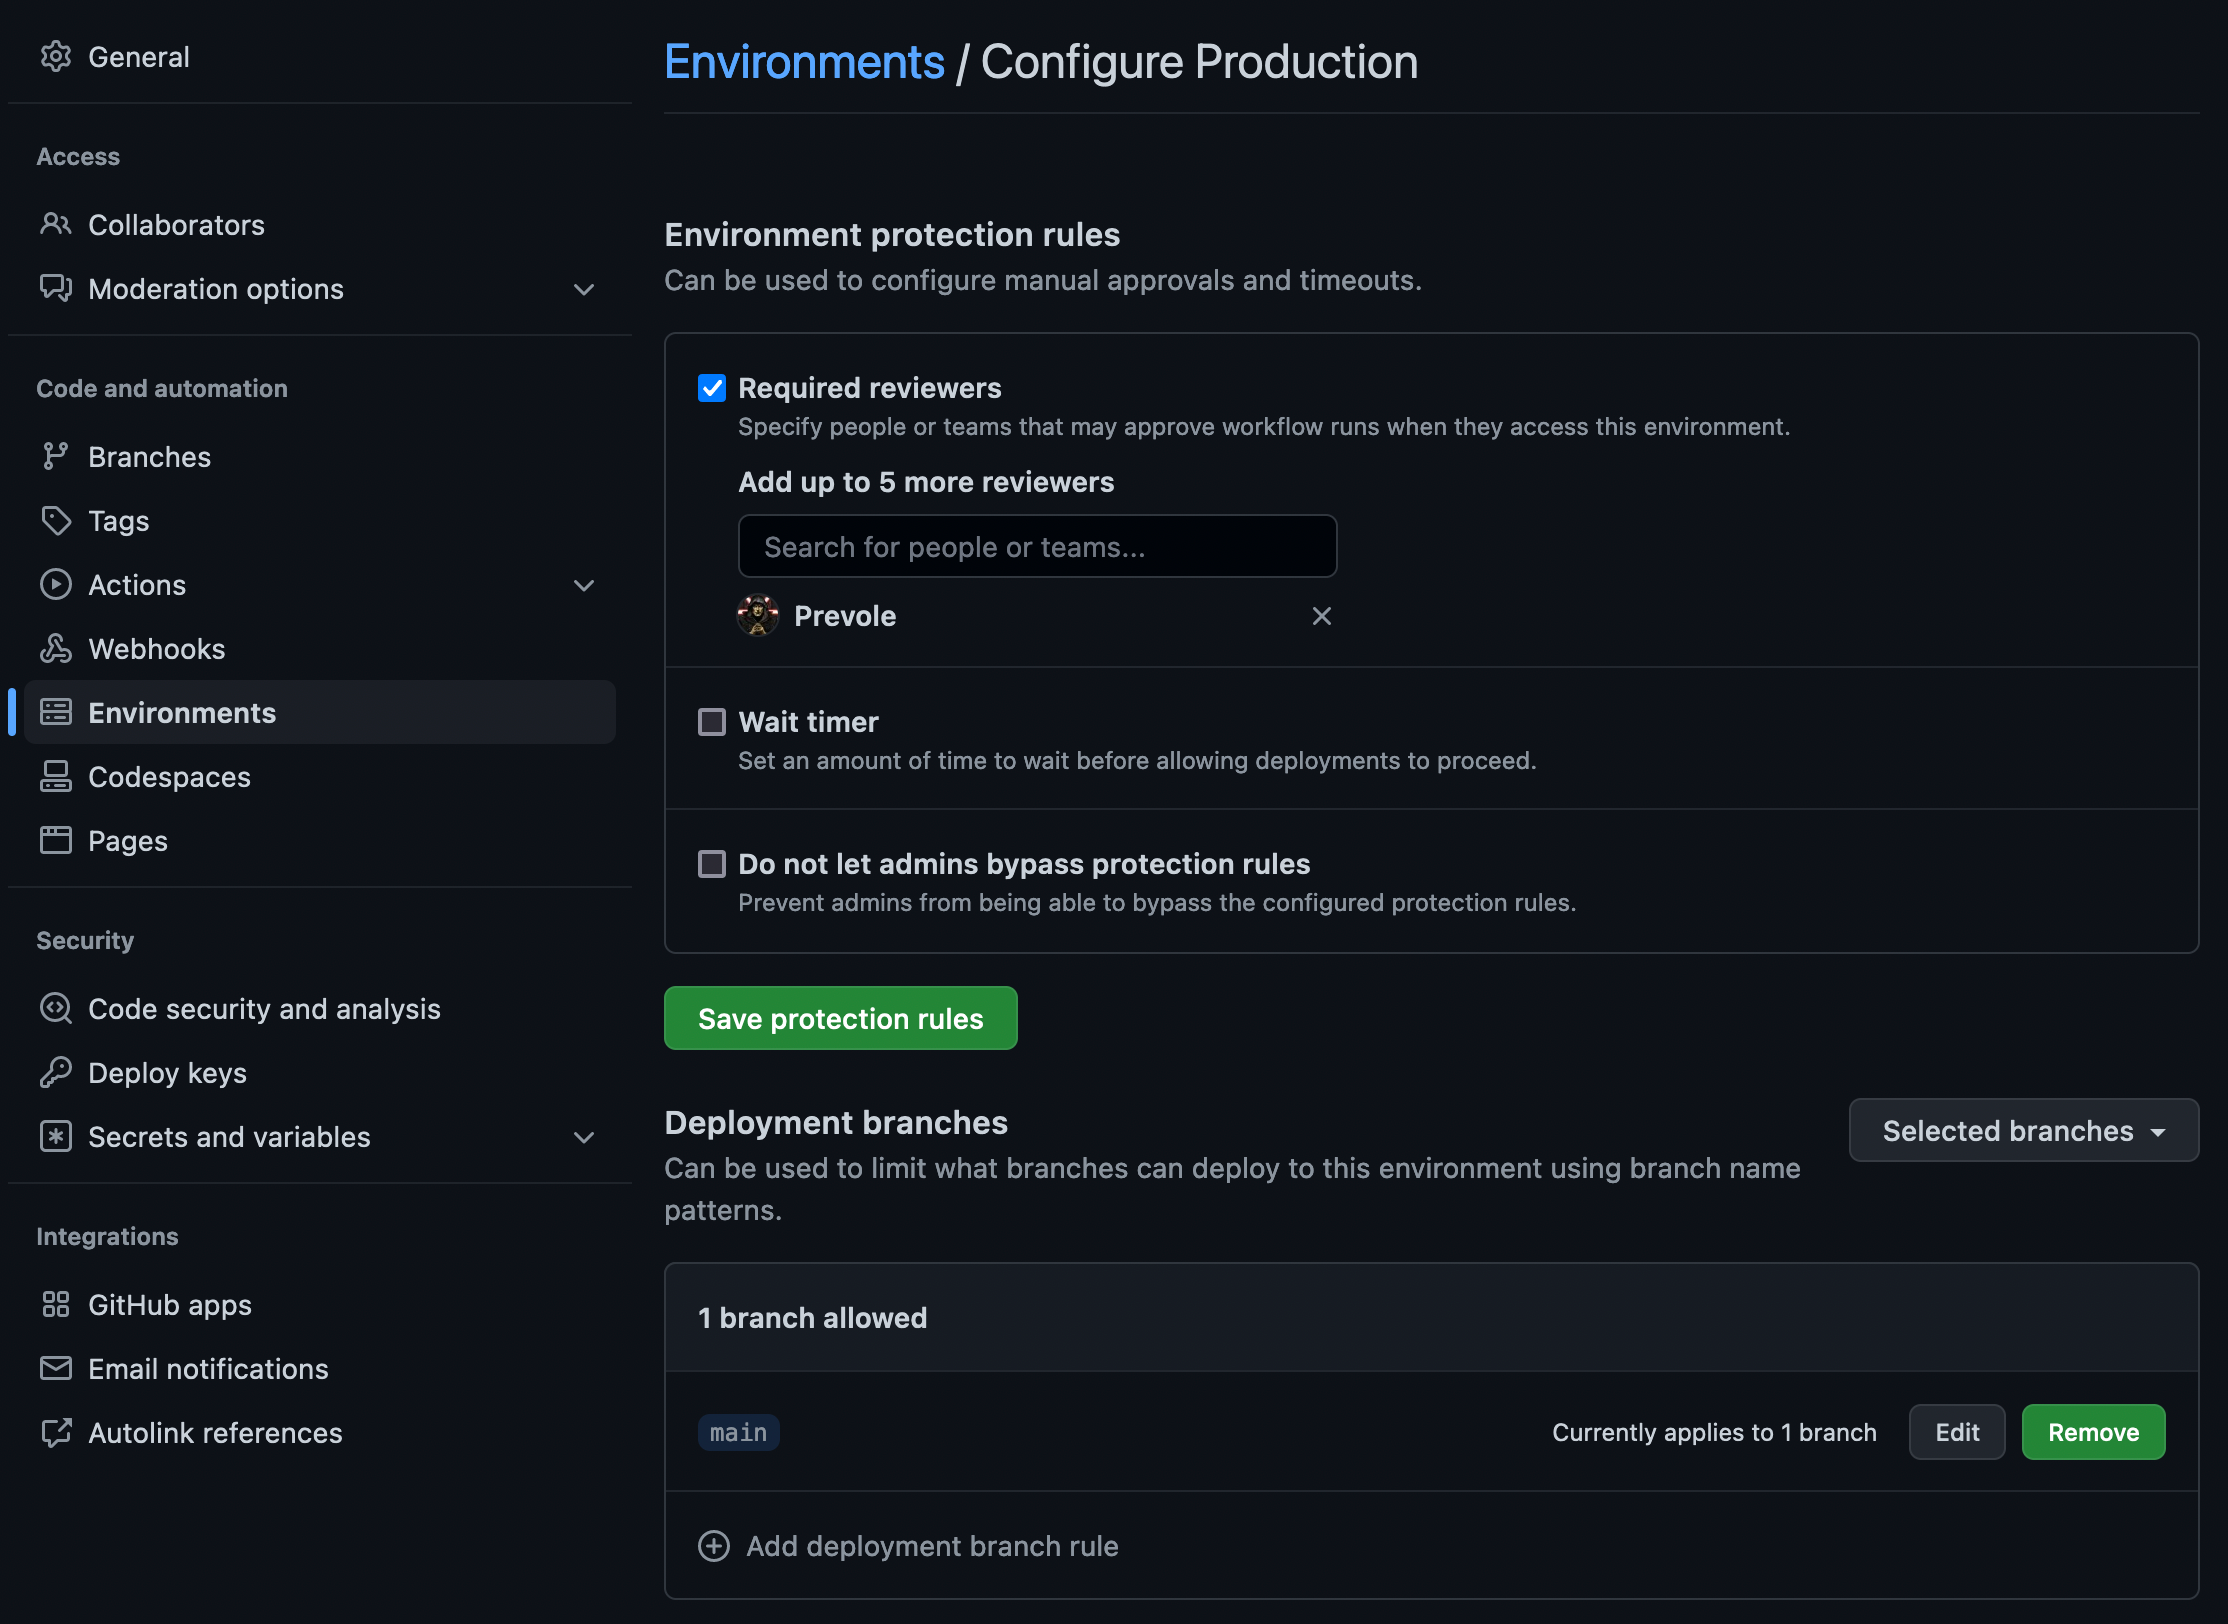 General
Access
Collaborators
Moderation options
Code and automation
Branches
Tags
Actions
Webhooks
Environments
Codespaces
Pages
Security
Code security and analysis
Deploy keys
Secrets and variables
Integrations
GitHub apps
Email notifications
Autolink references
Environments / Configure Production
Environment protection rules
Can be used to configure manual approvals and timeouts.
Required reviewers
Specify people or teams that may approve workflow runs when they access this environment.
Add up to 5 more reviewers
Search for people or teams...
Prevole
Wait timer
Set an amount of time to wait before allowing deployments to proceed.
Do not let admins bypass protection rules
Prevent admins from being able to bypass the configured protection rules.
Save protection rules
Deployment branches
Selected branches
Can be used to limit what branches can deploy to this environment using branch name
patterns.
1 branch allowed
main
Currently applies to 1 branch
Edit
Remove
Add deployment branch rule